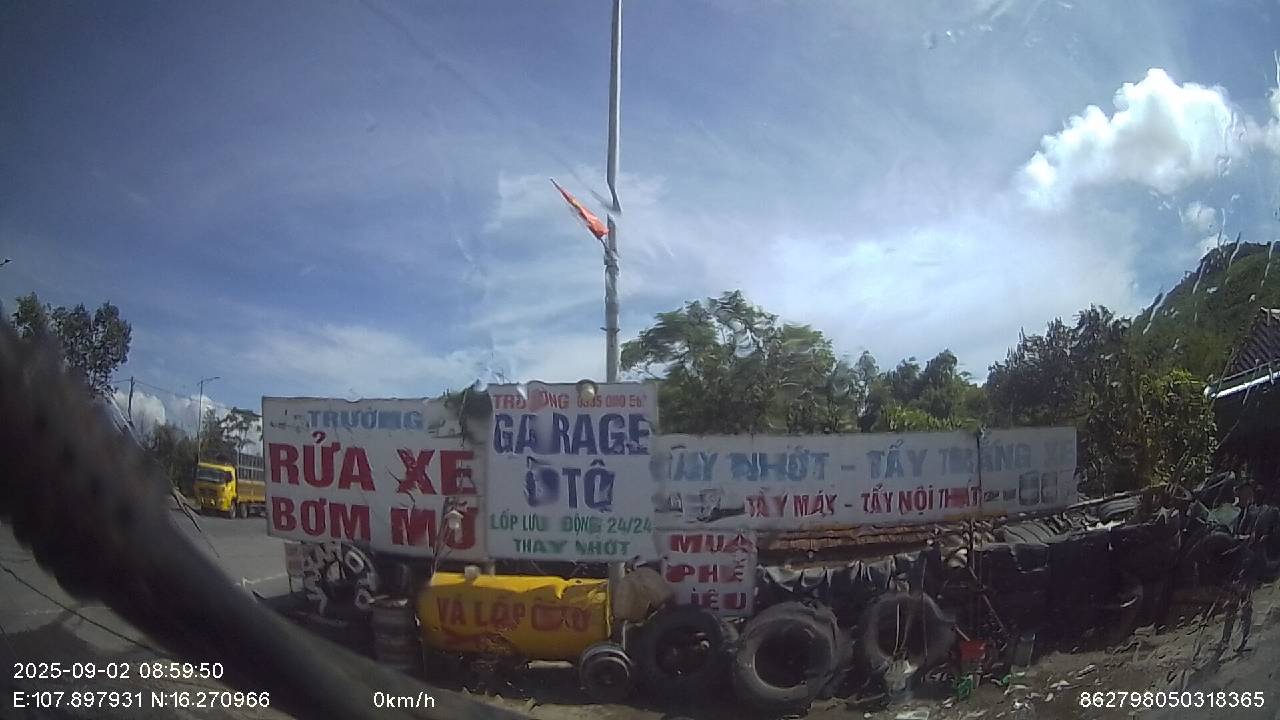 TRƯỜNG
RỬA XE
BƠM MỠ
GARAGE
ÔTÔ
LỐP LƯU ĐỘNG 24/24
THAY NHỚT
NHỚT - TẨY
TẨY MÁY - TẨY NỘI THẤT
MUA
PHẾ
LIỆU
VÁ LỐP ÔTÔ
2025-09-02 08:59:50
E:107.897931 N:16.270966
0km/h
862798050318365